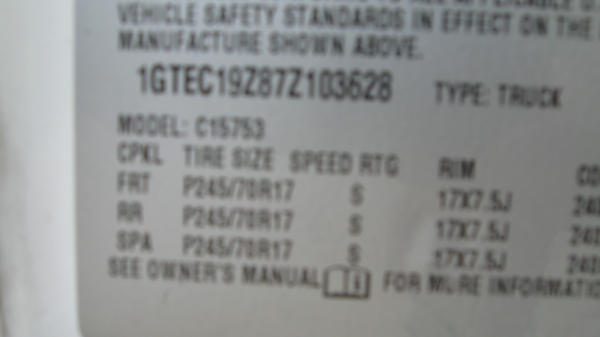 VEHICLE SAFETY STANDARDS IN EFFECT ON THE
MANUFACTURE SHOWN ABOVE.
1GTEC19Z87Z103628 TYPE: TRUCK
MODEL: C15753
CPKL TIRE SIZE SPEED RTG RIM
FRT P245/70R17 S 17X7.5J
RR P245/70R17 S 17X7.5J
SPA P245/70R17 S 17X7.5J
SEE OWNER'S MANUAL FOR MORE INFORMATIO